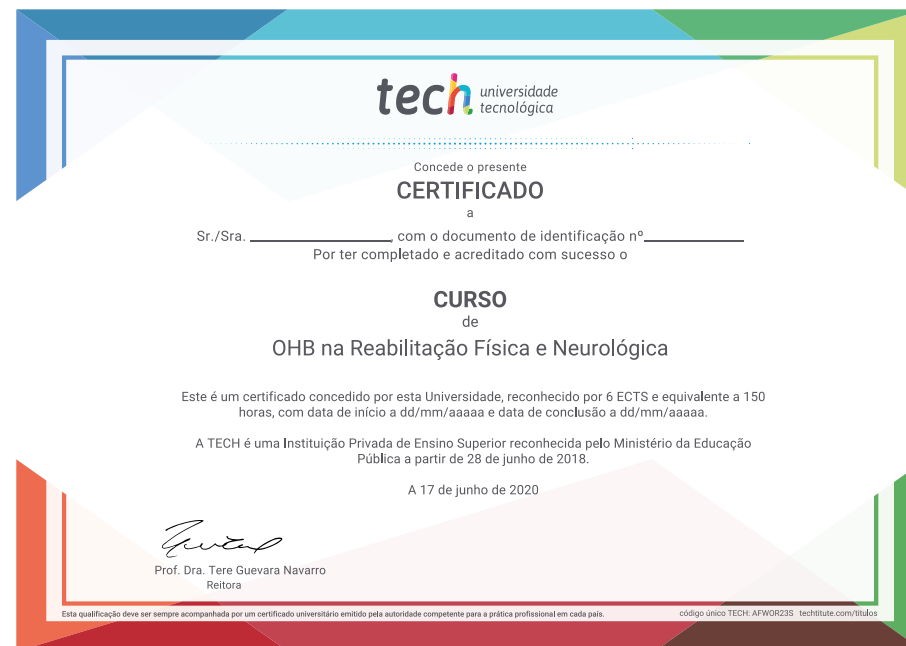 tech universidade
tecnológica
Concede o presente
CERTIFICADO
a
Sr./Sra. ________________, com o documento de identificação nº____________
Por ter completado e acreditado com sucesso o
CURSO
de
OHB na Reabilitação Física e Neurológica
Este é um certificado concedido por esta Universidade, reconhecido por 6 ECTS e equivalente a 150
horas, com data de início a dd/mm/aaaaa e data de conclusão a dd/mm/aaaaa.
A TECH é uma Instituição Privada de Ensino Superior reconhecida pelo Ministério da Educação
Pública a partir de 28 de junho de 2018.
A 17 de junho de 2020
Prof. Dra. Tere Guevara Navarro
Reitora
Esta qualificação deve ser sempre acompanhada por um certificado universitário emitido pela autoridade competente para a prática profissional em cada país. código único TECH: AFWOR23S techtitute.com/titulos